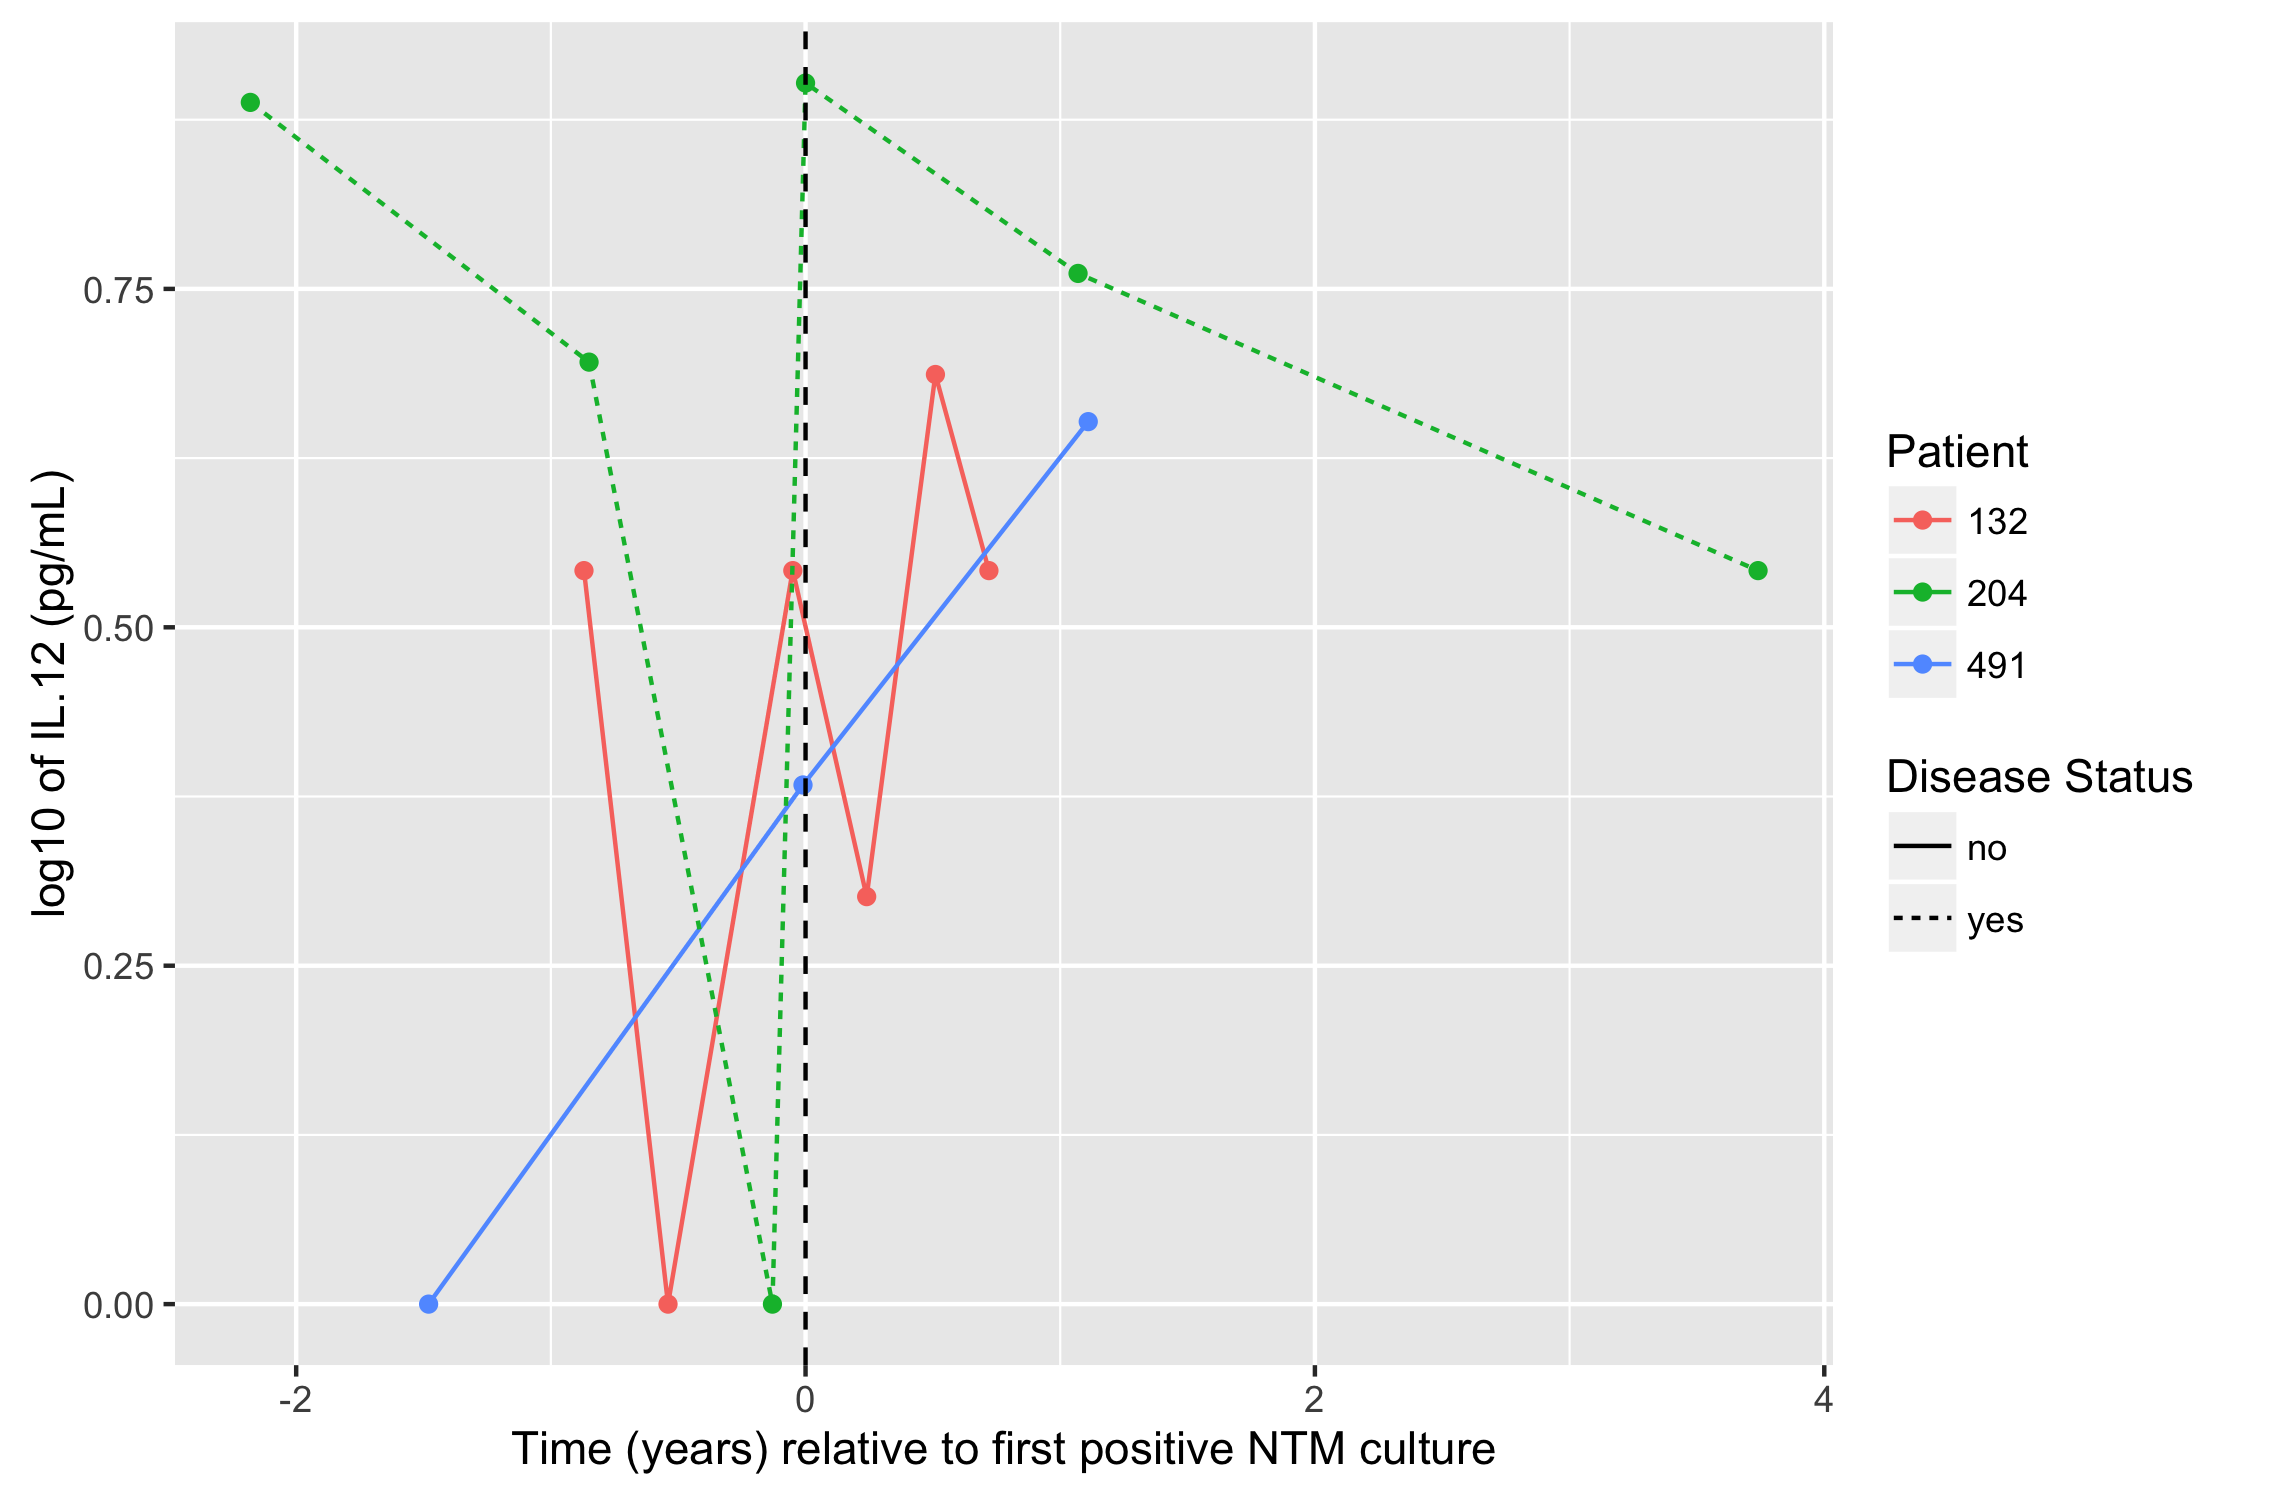 log10 of IL.12 (pg/mL)
0.75
0.50
0.25
0.00
-2
0
2
4
Time (years) relative to first positive NTM culture
Patient
132
204
491
Disease Status
no
yes